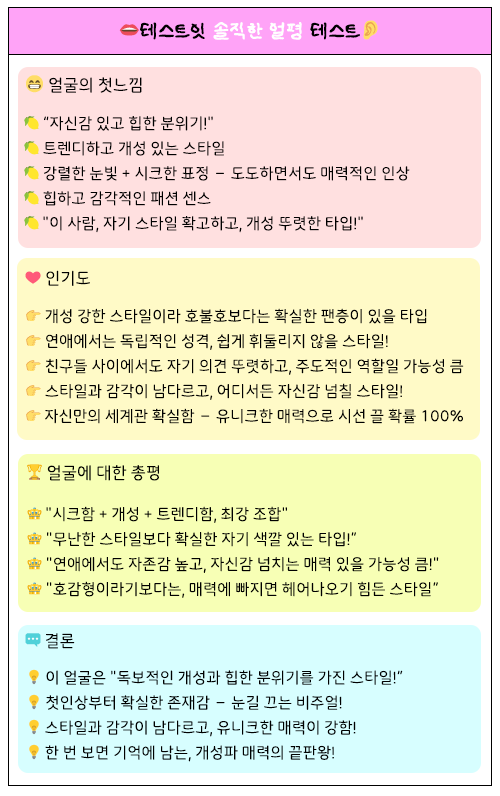 테스트헛 솔직한 얼평 테스트
얼굴의 첫느낌
"자신감 있고 힙한 분위기!"
트렌디하고 개성 있는 스타일
강렬한 눈빛 + 시크한 표정 – 도도하면서도 매력적인 인상
힙하고 감각적인 패션 센스
"이 사람, 자기 스타일 확고하고, 개성 뚜렷한 타입!"
인기도
개성 강한 스타일이라 호불호보다는 확실한 팬층이 있을 타입
연애에서는 독립적인 성격, 쉽게 휘둘리지 않을 스타일!
친구들 사이에서도 자기 의견 뚜렷하고, 주도적인 역할일 가능성 큼
스타일과 감각이 남다르고, 어디서든 자신감 넘칠 스타일!
자신만의 세계관 확실함 – 유니크한 매력으로 시선 끌 확률 100%
얼굴에 대한 총평
"시크함 + 개성 + 트렌디함, 최강 조합"
"무난한 스타일보다 확실한 자기 색깔 있는 타입!"
"연애에서도 자존감 높고, 자신감 넘치는 매력 있을 가능성 큼!"
"호감형이라기보다는, 매력에 빠지면 헤어나오기 힘든 스타일"
결론
이 얼굴은 "독보적인 개성과 힙한 분위기를 가진 스타일!"
첫인상부터 확실한 존재감 – 눈길 끄는 비주얼!
스타일과 감각이 남다르고, 유니크한 매력이 강함!
한 번 보면 기억에 남는, 개성파 매력의 끝판왕!